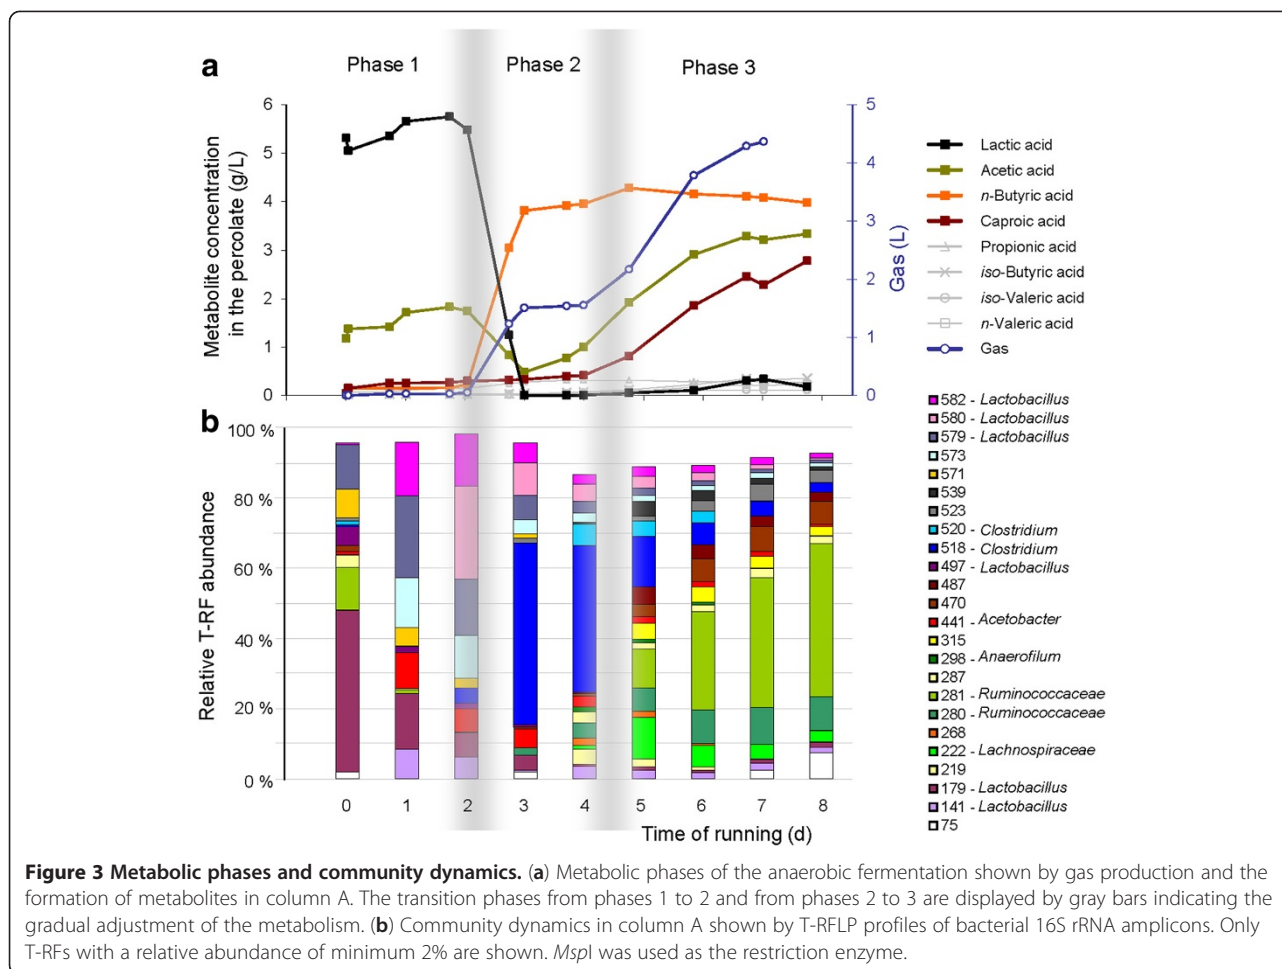 a
Phase 1
Phase 2
Phase 3
Metabolite concentration
in the percolate (g/L)
6
5
4
3
2
1
0
5
4
3
2
1
0
Gas (L)
Lactic acid
Acetic acid
n-Butyric acid
Caproic acid
Propionic acid
iso-Butyric acid
iso-Valeric acid
n-Valeric acid
Gas
b
Relative T-RF abundance
100 %
80 %
60 %
40 %
20 %
0 %
0 1 2 3 4 5 6 7 8
Time of running (d)
582 - Lactobacillus
580 - Lactobacillus
579 - Lactobacillus
573
571
539
523
520 - Clostridium
518 - Clostridium
497 - Lactobacillus
487
470
441 - Acetobacter
315
298 - Anaerofilum
287
281 - Ruminococcaceae
280 - Ruminococcaceae
268
222 - Lachnospiraceae
219
179 - Lactobacillus
141 - Lactobacillus
75
Figure 3 Metabolic phases and community dynamics. (a) Metabolic phases of the anaerobic fermentation shown by gas production and the
formation of metabolites in column A. The transition phases from phases 1 to 2 and from phases 2 to 3 are displayed by gray bars indicating the
gradual adjustment of the metabolism. (b) Community dynamics in column A shown by T-RFLP profiles of bacterial 16S rRNA amplicons. Only
T-RFs with a relative abundance of minimum 2% are shown. MspI was used as the restriction enzyme.